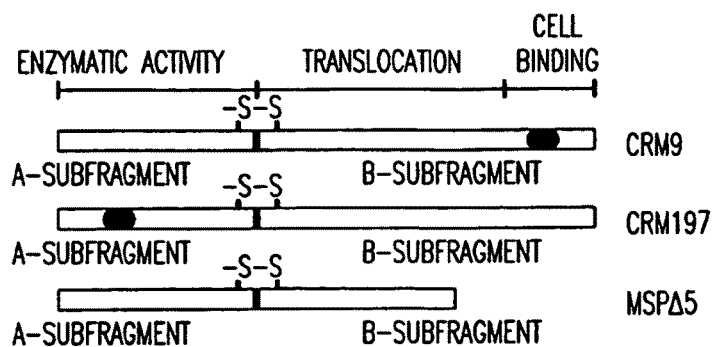 ENZYMATIC ACTIVITY TRANSLOCATION CELL BINDING
-S-S
CRM9
A-SUBFRAGMENT B-SUBFRAGMENT
-S-S
CRM197
A-SUBFRAGMENT B-SUBFRAGMENT
-S-S
MSPΔ5
A-SUBFRAGMENT B-SUBFRAGMENT